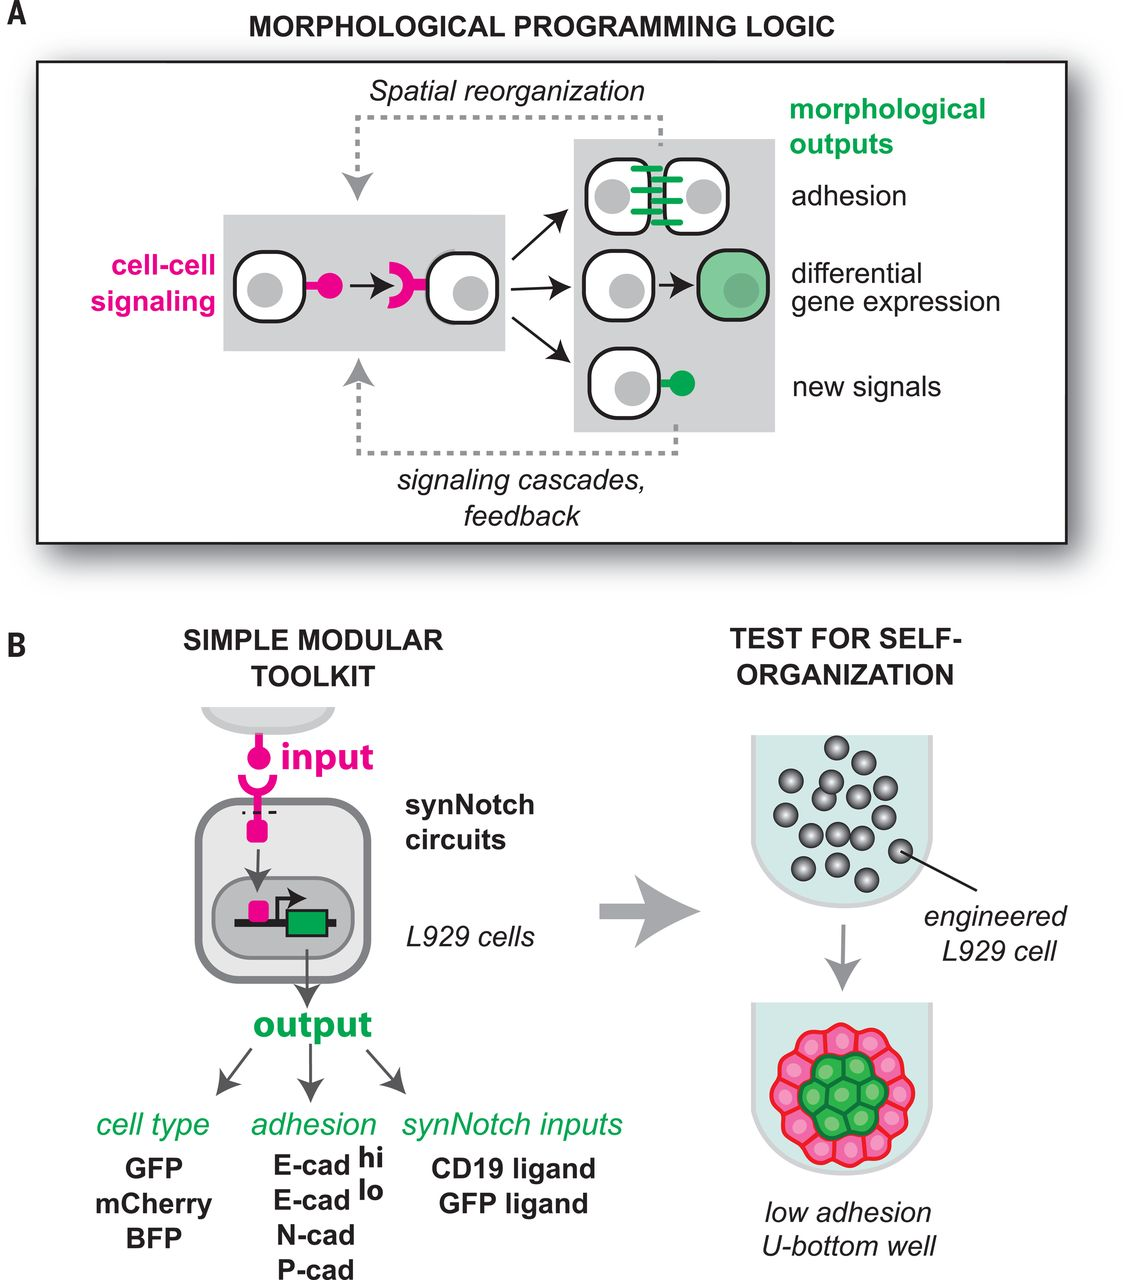 A
MORPHOLOGICAL PROGRAMMING LOGIC
Spatial reorganization
morphological
outputs
adhesion
cell-cell
signaling
differential
gene expression
new signals
signaling cascades,
feedback
B
SIMPLE MODULAR
TOOLKIT
input
synNotch
circuits
L929 cells
output
cell type
GFP
mCherry
BFP
adhesion
E-cad hi
E-cad lo
N-cad
P-cad
synNotch inputs
CD19 ligand
GFP ligand
TEST FOR SELF-
ORGANIZATION
engineered
L929 cell
low adhesion
U-bottom well